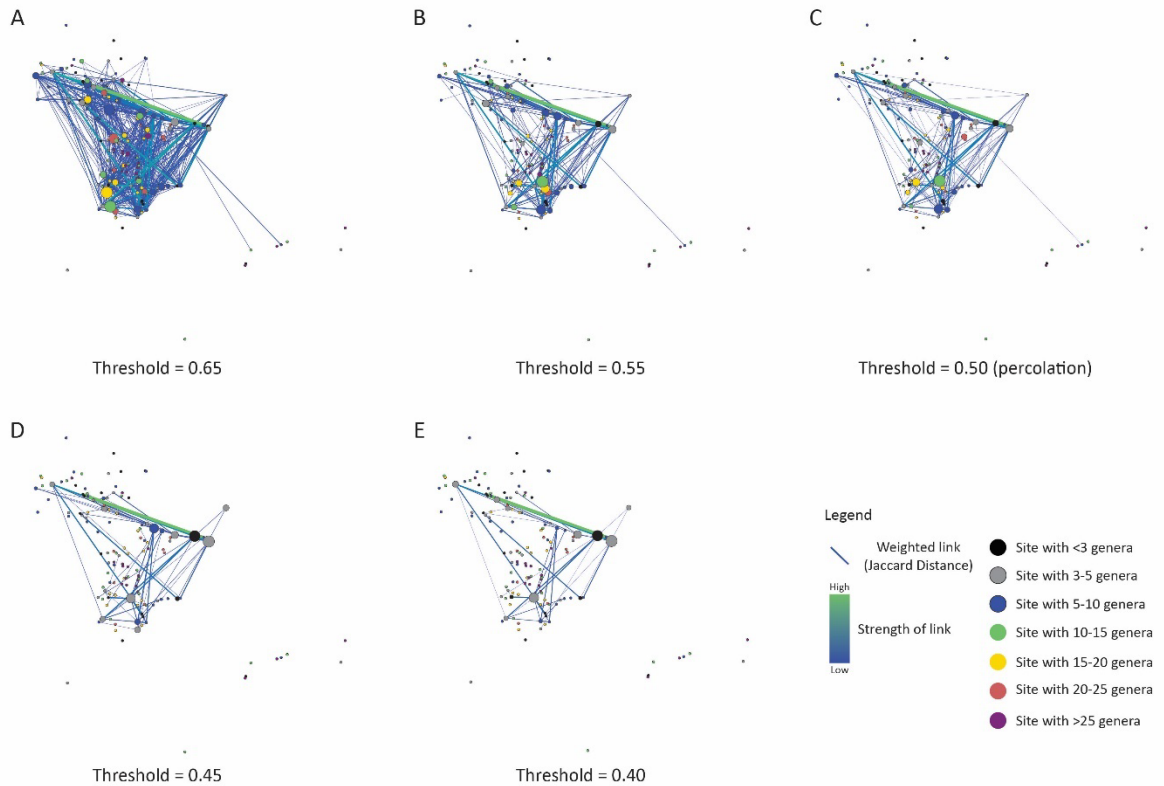 A
B
C
Threshold = 0.65
Threshold = 0.55
Threshold = 0.50 (percolation)
D
E
Threshold = 0.45
Threshold = 0.40
Legend
Weighted link
(Jaccard Distance)
High
Strength of link
Low
Site with <3 genera
Site with 3-5 genera
Site with 5-10 genera
Site with 10-15 genera
Site with 15-20 genera
Site with 20-25 genera
Site with >25 genera